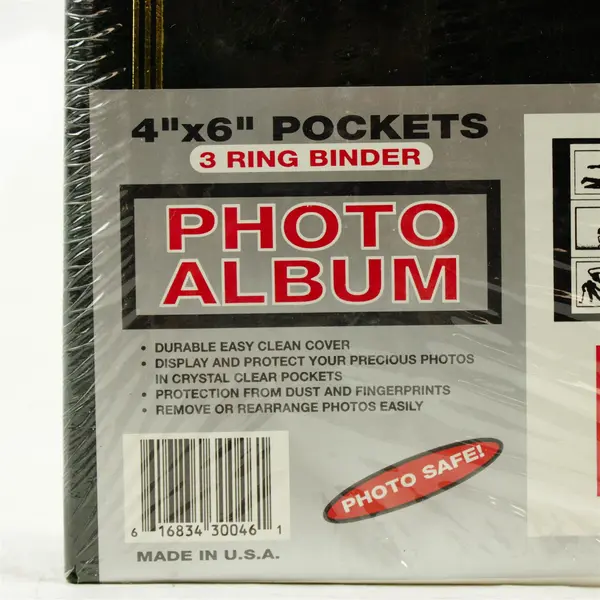 4"x6" POCKETS
3 RING BINDER
PHOTO
ALBUM
• DURABLE EASY CLEAN COVER
• DISPLAY AND PROTECT YOUR PRECIOUS PHOTOS
IN CRYSTAL CLEAR POCKETS
• PROTECTION FROM DUST AND FINGERPRINTS
• REMOVE OR REARRANGE PHOTOS EASILY
PHOTO SAFE!
6 16834 30046 1
MADE IN U.S.A.